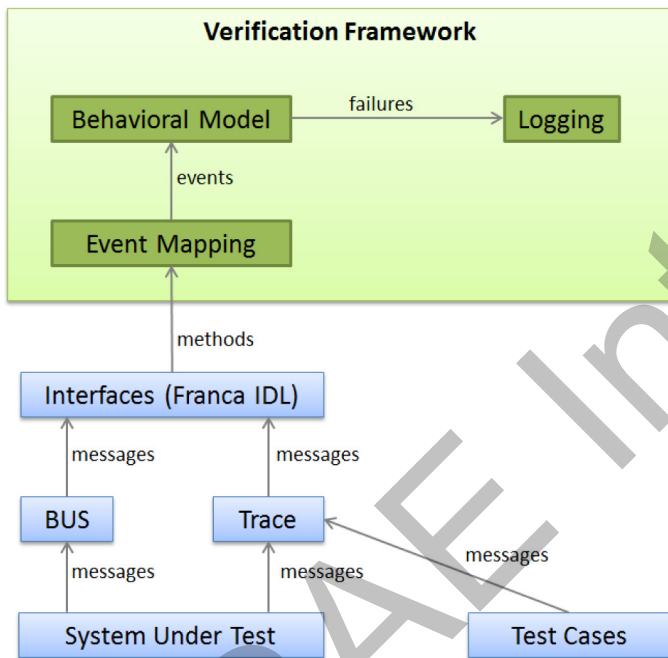 Verification Framework
Behavioral Model
failures
Logging
events
Event Mapping
methods
Interfaces (Franca IDL)
messages
messages
BUS
Trace
messages
messages
messages
System Under Test
Test Cases